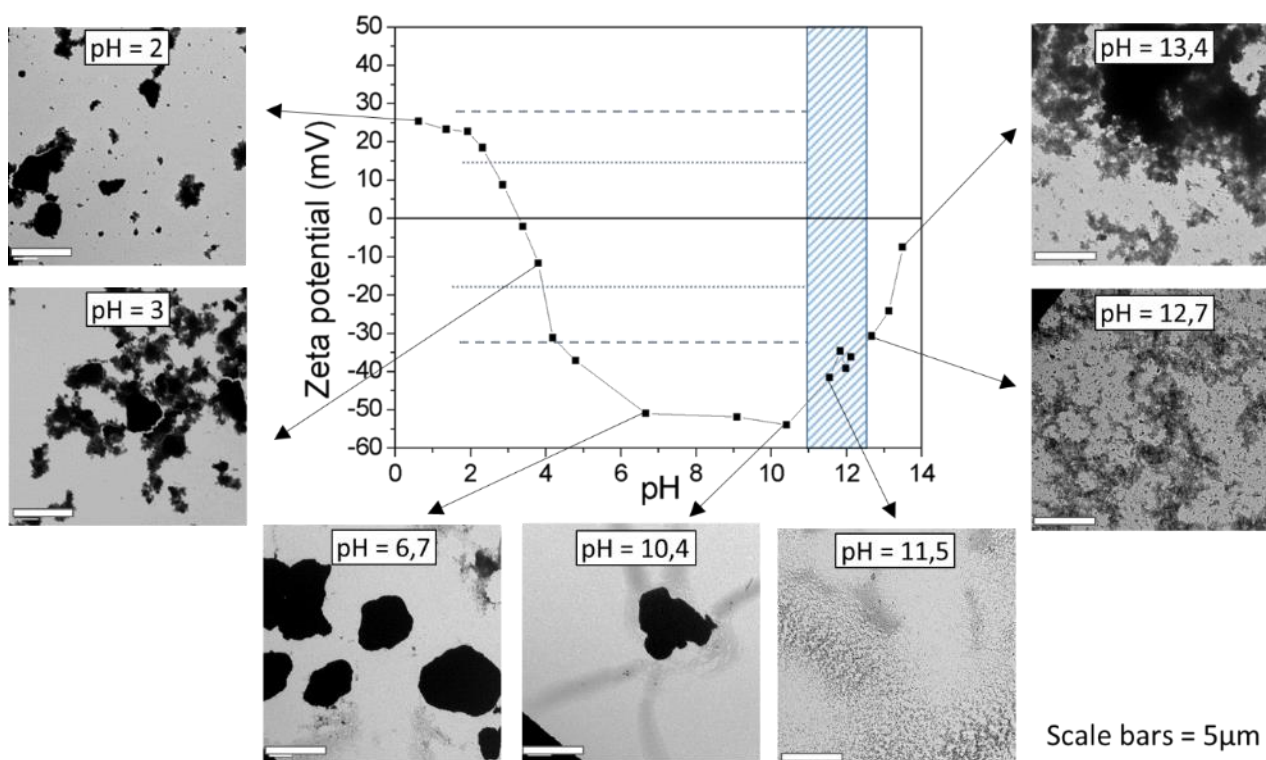 pH = 2
pH = 3
Zeta potential (mV)
50
40
30
20
10
0
-10
-20
-30
-40
-50
-60
0
2
4
6
8
10
12
14
pH
pH = 13,4
pH = 12,7
pH = 6,7
pH = 10,4
pH = 11,5
Scale bars = 5µm